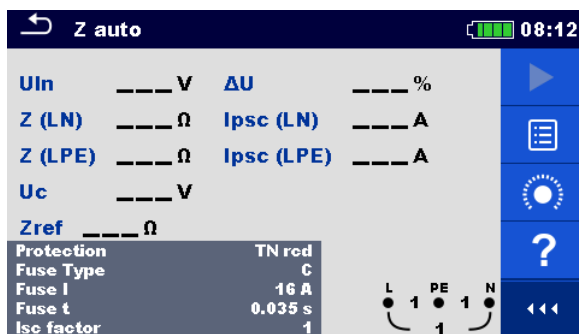 Z auto 08:12
Uln ___V ΔU ___%
Z (LN) ___Ω Ipsc (LN) ___A
Z (LPE) ___Ω Ipsc (LPE) ___A
Uc ___V
Zref ___Ω
Protection TN rcd
Fuse Type C
Fuse I 16 A
Fuse t 0.035 s
Isc factor 1
L PE N
1 1
1
?